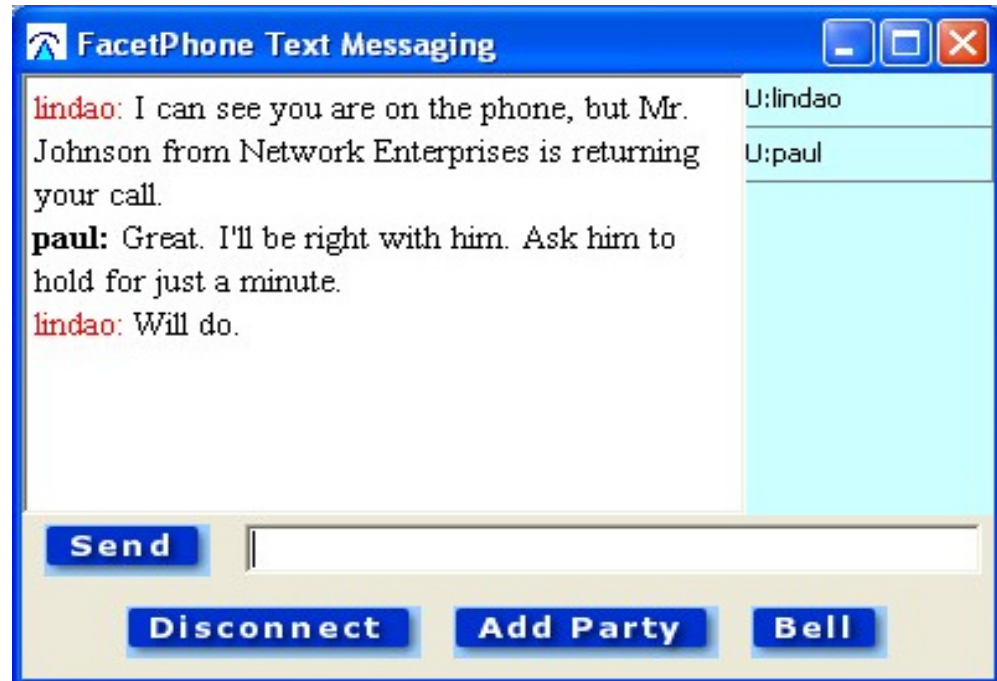 FacetPhone Text Messaging
lindao: I can see you are on the phone, but Mr.
Johnson from Network Enterprises is returning
your call.
paul: Great. I'll be right with him. Ask him to
hold for just a minute.
lindao: Will do.
U:lindao
U:paul
Send
Disconnect Add Party Bell